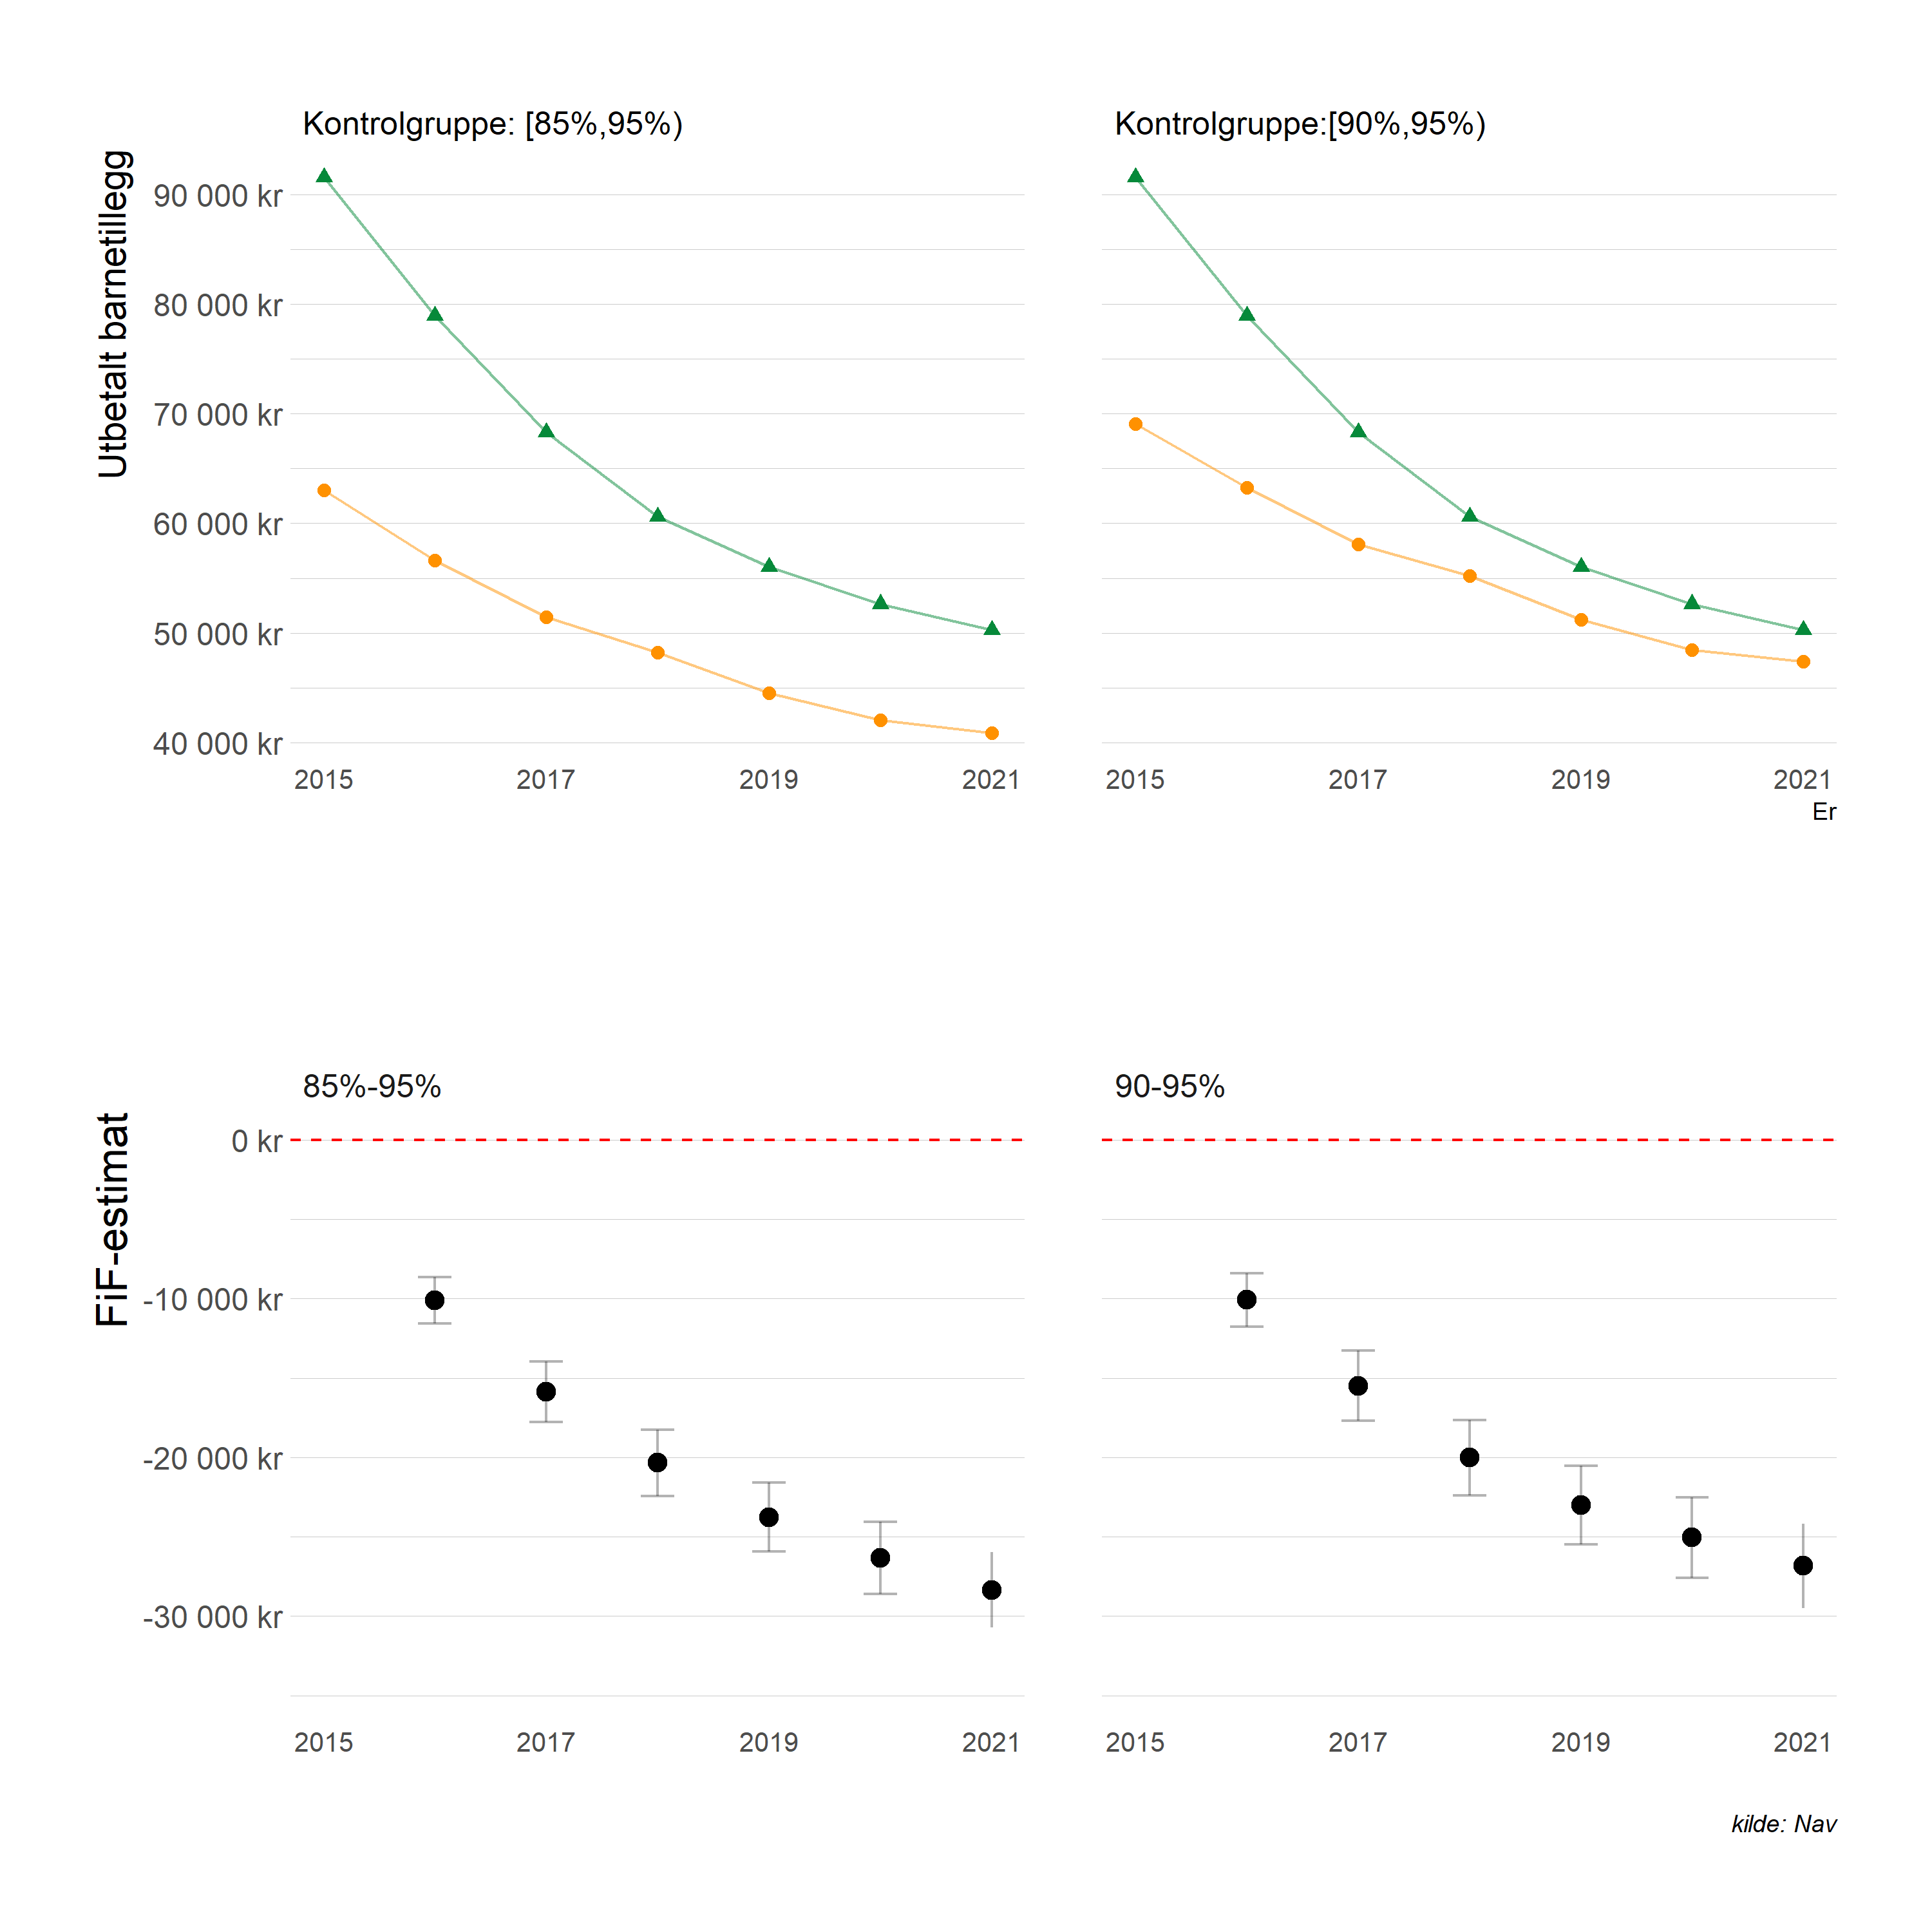 Kontrolgruppe: [85%,95%)
Kontrolgruppe:[90%,95%)
Utbetalt barnetillegg
90 000 kr
80 000 kr
70 000 kr
60 000 kr
50 000 kr
40 000 kr
2015 2017 2019 2021
2015 2017 2019 2021
Er
85%-95%
90-95%
FiF-estimat
0 kr
-10 000 kr
-20 000 kr
-30 000 kr
2015 2017 2019 2021
2015 2017 2019 2021
kilde: Nav